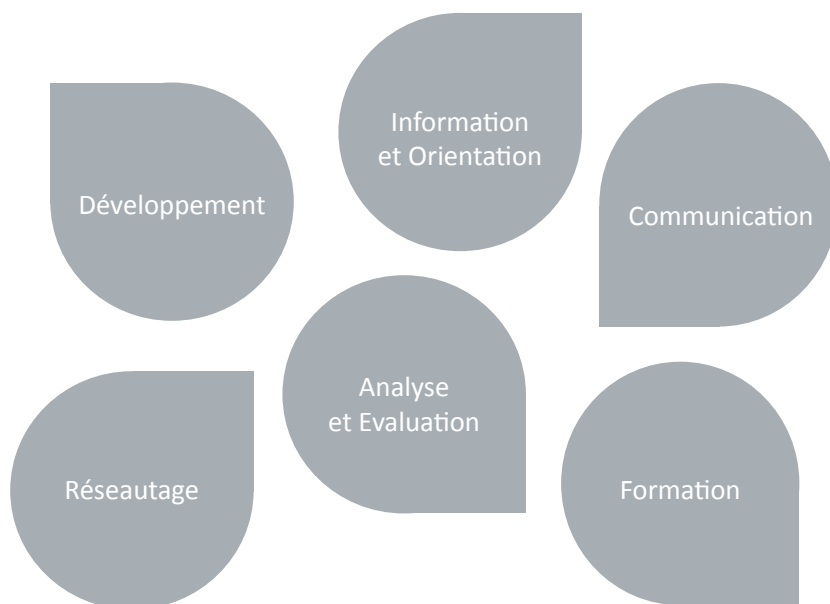 Information
et Orientation
Développement
Communication
Analyse
et Evaluation
Réseautage
Formation